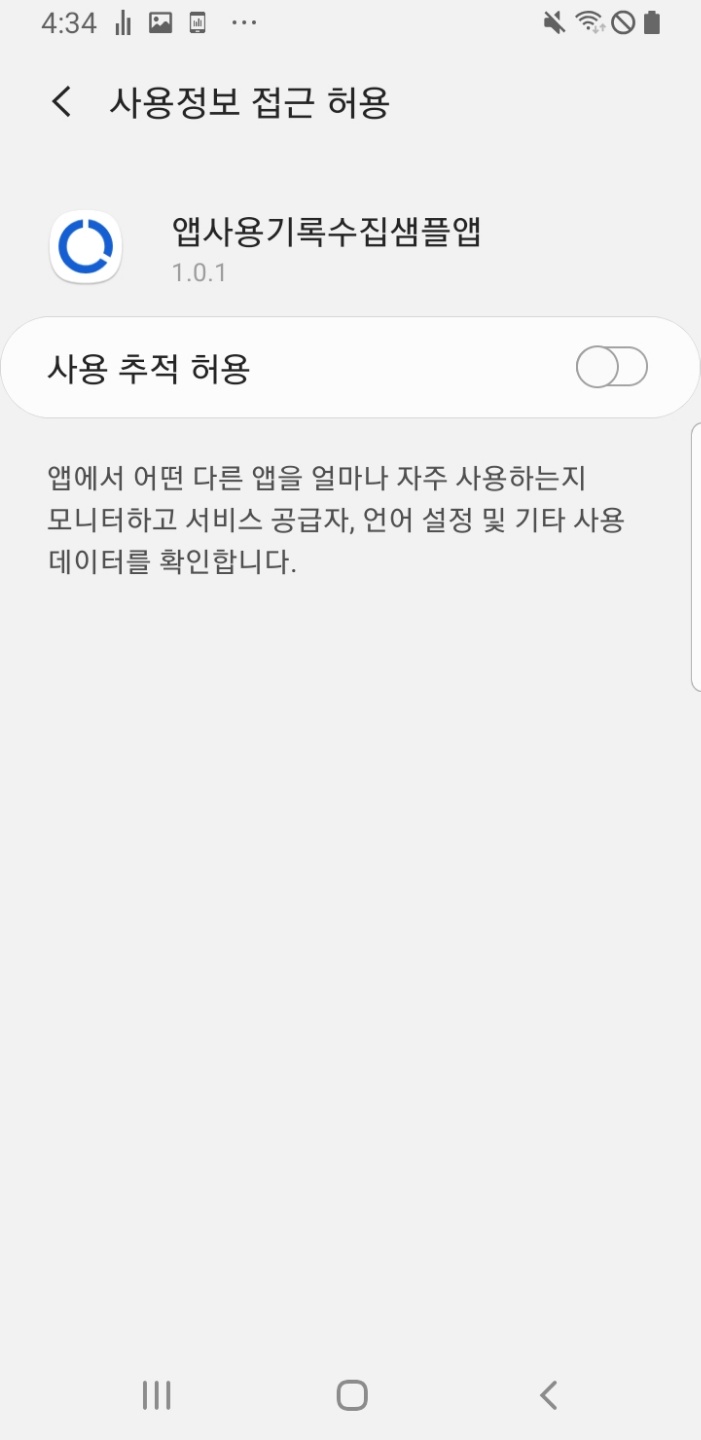 4:34
사용정보 접근 허용
앱사용기록수집샘플앱
1.0.1
사용 추적 허용
앱에서 어떤 다른 앱을 얼마나 자주 사용하는지
모니터하고 서비스 공급자, 언어 설정 및 기타 사용
데이터를 확인합니다.